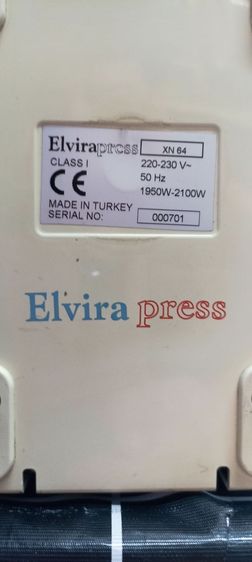 Elvirapress XN 64
CLASS I 220-230 V~
CE 50 Hz
1950W-2100W
MADE IN TURKEY
SERIAL NO: 000701
Elvira press